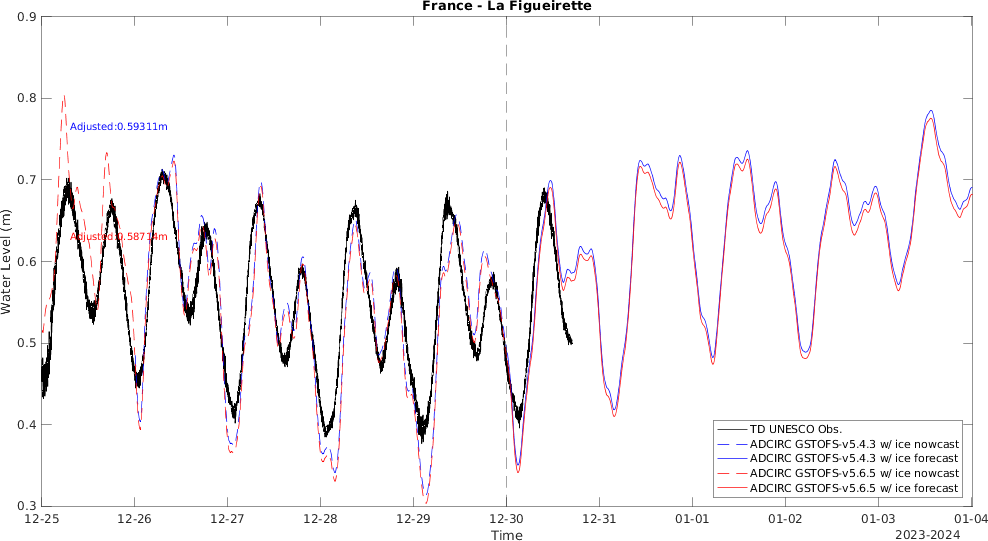 France - La Figueirette
0.9
0.8
0.7
0.6
0.5
0.4
0.3
Water Level (m)
Adjusted:0.59311m
Adjusted:0.58714m
TD UNESCO Obs.
ADCIRC GSTOFS-v5.4.3 w/ ice nowcast
ADCIRC GSTOFS-v5.4.3 w/ ice forecast
ADCIRC GSTOFS-v5.6.5 w/ ice nowcast
ADCIRC GSTOFS-v5.6.5 w/ ice forecast
12-25 12-26 12-27 12-28 12-29 12-30 12-31 01-01 01-02 01-03 01-04
Time
2023-2024